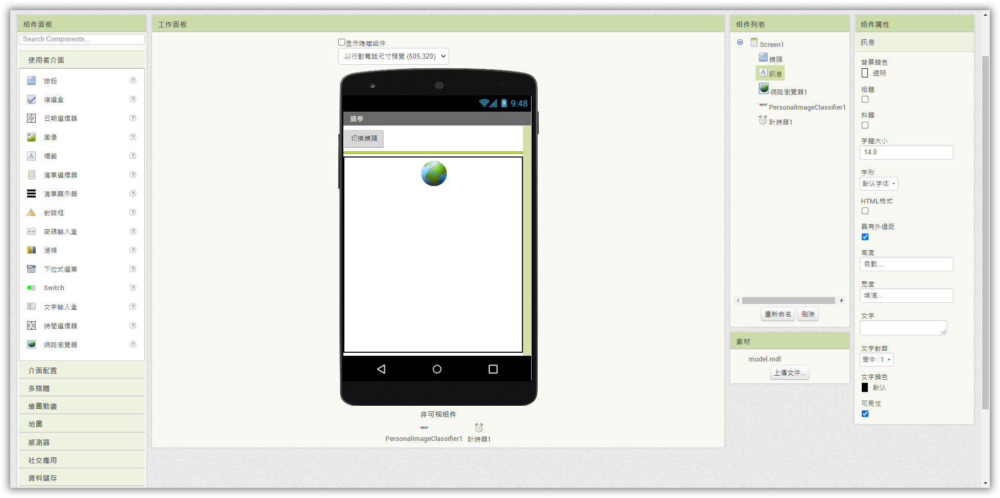 组件面板
Search Components...
使用者介面
按鈕
複選盒
日期選擇器
圖像
標籤
清單選擇器
清單顯示器
對話框
密碼輸入盒
滑桿
下拉式選單
Switch
文字輸入盒
時間選擇器
網路瀏覽器
介面配置
多媒體
繪圖動畫
地圖
感測器
社交應用
資料儲存
工作面板
显示隐藏组件
以行動電話尺寸預覽 (505,320)
9:48
猜拳
切換鏡頭
非可视组件
PersonalImageClassifier1
計時器1
组件列表
Screen1
鏡頭
A 訊息
網路瀏覽器1
PersonalImageClassifier1
計時器1
重新命名
刪除
素材
model.mdl
上傳文件...
组件属性
訊息
背景顏色
透明
粗體
斜體
字體大小
14.0
字形
默认字体
HTML格式
具有外邊距
高度
自動...
宽度
填滿...
文字
文字對齊
居中 : 1
文字顏色
默认
可見性